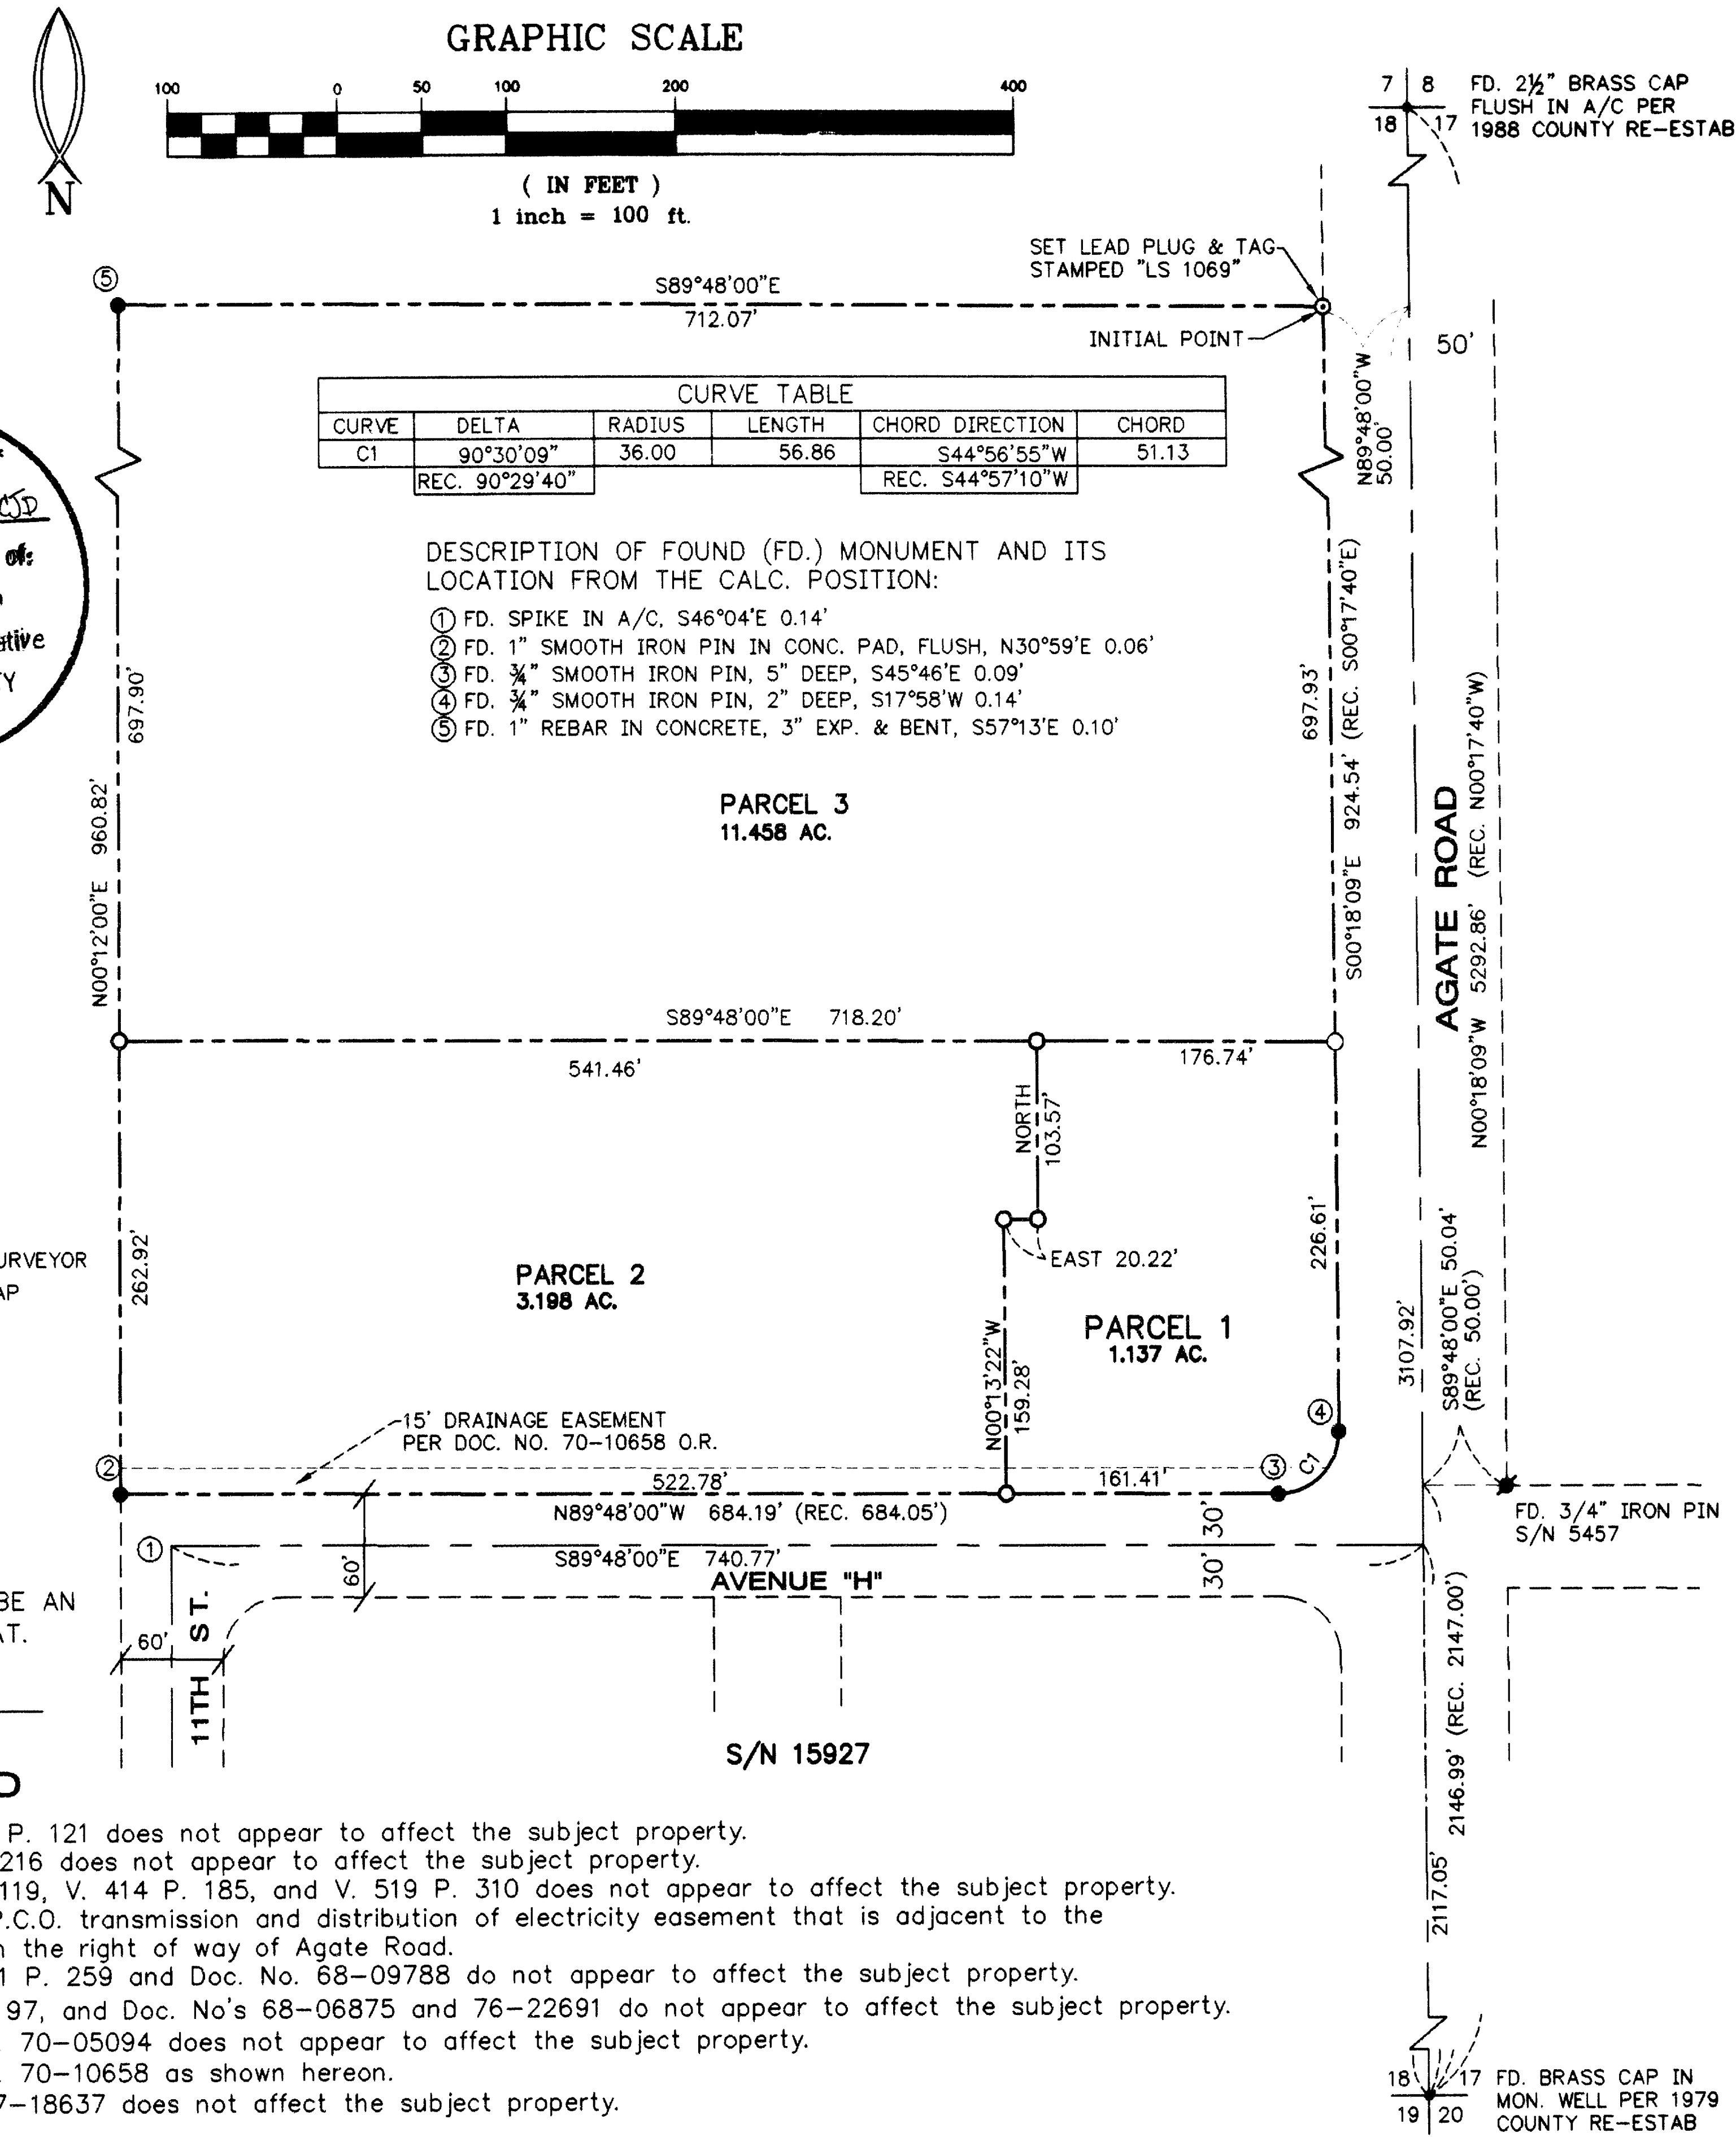 GRAPHIC SCALE
100 0 50 100 200 400
( IN FEET )
1 inch = 100 ft.
N
7 8
18 17
FD. 2½" BRASS CAP
FLUSH IN A/C PER
1988 COUNTY RE-ESTAB
SET LEAD PLUG & TAG
STAMPED "LS 1069"
INITIAL POINT
⑤
S89°48'00"E
712.07'
50'
N89°48'00"W
50.00'
CURVE TABLE
CURVE DELTA RADIUS LENGTH CHORD DIRECTION CHORD
C1 90°30'09" 36.00 56.86 S44°56'55"W 51.13
REC. 90°29'40" REC. S44°57'10"W
CJD
of:
ative
Y
DESCRIPTION OF FOUND (FD.) MONUMENT AND ITS
LOCATION FROM THE CALC. POSITION:
① FD. SPIKE IN A/C, S46°04'E 0.14'
② FD. 1" SMOOTH IRON PIN IN CONC. PAD, FLUSH, N30°59'E 0.06'
③ FD. ¾" SMOOTH IRON PIN, 5" DEEP, S45°46'E 0.09'
④ FD. ¾" SMOOTH IRON PIN, 2" DEEP, S17°58'W 0.14'
⑤ FD. 1" REBAR IN CONCRETE, 3" EXP. & BENT, S57°13'E 0.10'
697.90'
N00°12'00"E 960.82'
697.93'
S00°18'09"E 924.54' (REC. S00°17'40"E)
AGATE ROAD
N00°18'09"W 5292.86' (REC. N00°17'40"W)
PARCEL 3
11.458 AC.
S89°48'00"E 718.20'
541.46'
176.74'
NORTH
103.57'
EAST 20.22'
262.92'
226.61'
URVEYOR
AP
PARCEL 2
3.198 AC.
PARCEL 1
1.137 AC.
N00°13'22"W
159.28'
3107.92'
S89°48'00"E 50.04'
(REC. 50.00')
15' DRAINAGE EASEMENT
PER DOC. NO. 70-10658 O.R.
④
②
③
C1
522.78'
161.41'
N89°48'00"W 684.19' (REC. 684.05')
30'
FD. 3/4" IRON PIN
S/N 5457
①
S89°48'00"E 740.77'
60'
30'
AVENUE "H"
BE AN
AT.
60'
11TH ST.
S/N 15927
2146.99' (REC. 2147.00')
2117.05'
D
P. 121 does not appear to affect the subject property.
216 does not appear to affect the subject property.
119, V. 414 P. 185, and V. 519 P. 310 does not appear to affect the subject property.
P.C.O. transmission and distribution of electricity easement that is adjacent to the
n the right of way of Agate Road.
1 P. 259 and Doc. No. 68-09788 do not appear to affect the subject property.
97, and Doc. No's 68-06875 and 76-22691 do not appear to affect the subject property.
70-05094 does not appear to affect the subject property.
70-10658 as shown hereon.
7-18637 does not affect the subject property.
18 17
19 20
FD. BRASS CAP IN
MON. WELL PER 1979
COUNTY RE-ESTAB